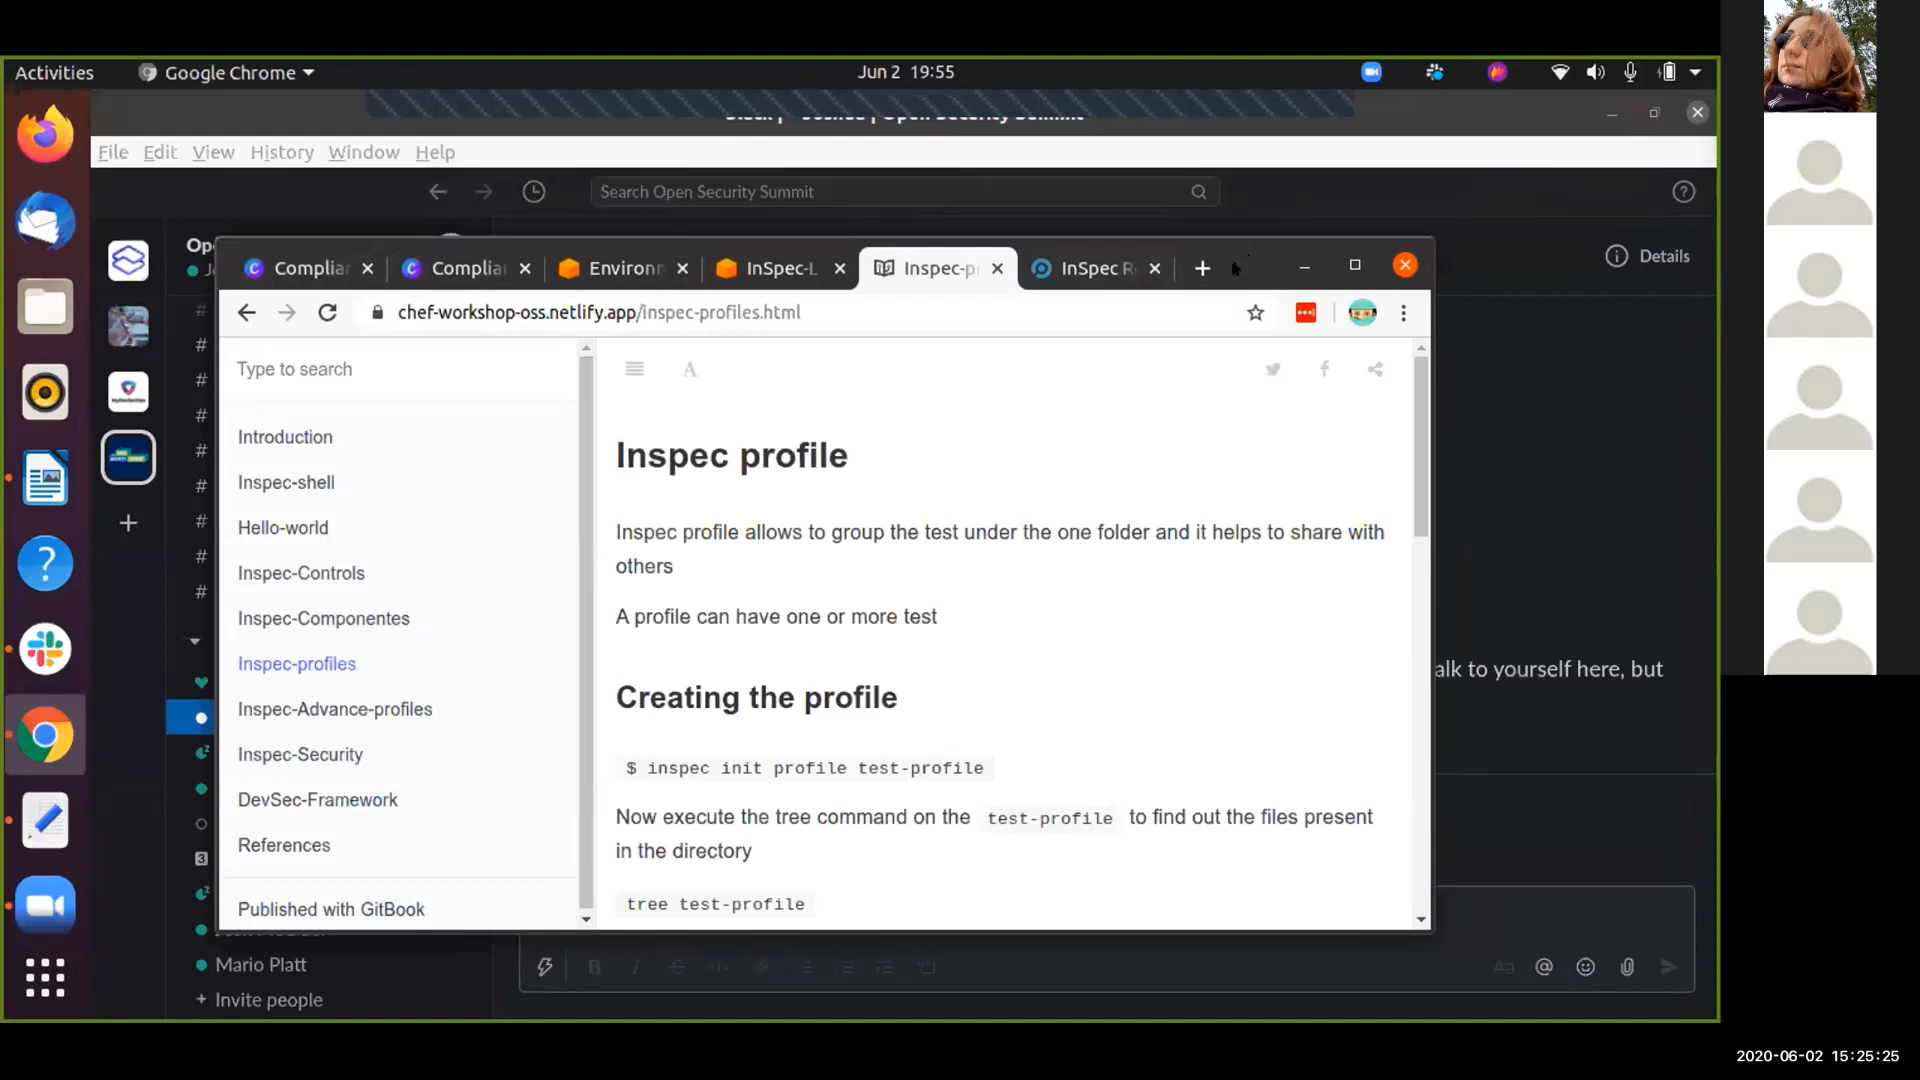 Activities
Google Chrome
Jun 2 19:55
File Edit View History Window Help
Search Open Security Summit
Details
Complia
Complia
Environ
InSpec-L
Inspec-p
InSpec R
chef-workshop-oss.netlify.app/inspec-profiles.html
Type to search
Introduction
Inspec-shell
Hello-world
Inspec-Controls
Inspec-Componentes
Inspec-profiles
Inspec-Advance-profiles
Inspec-Security
DevSec-Framework
References
Published with GitBook
Inspec profile
Inspec profile allows to group the test under the one folder and it helps to share with
others
A profile can have one or more test
Creating the profile
$ inspec init profile test-profile
Now execute the tree command on the test-profile to find out the files present
in the directory
tree test-profile
alk to yourself here, but
3
Mario Platt
+ Invite people
2020-06-02 15:25:25